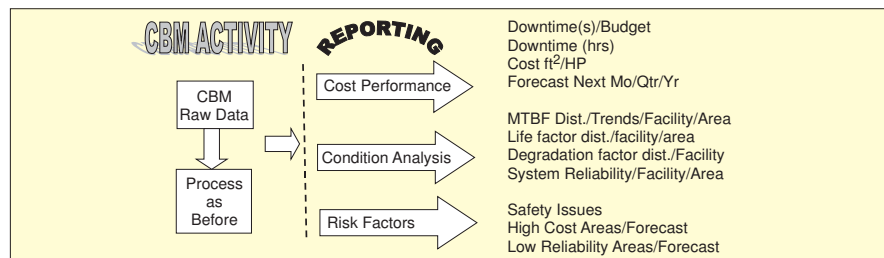 CBM ACTIVITY
REPORTING
CBM
Raw Data
Process
as
Before
Cost Performance
Downtime(s)/Budget
Downtime (hrs)
Cost ft²/HP
Forecast Next Mo/Qtr/Yr
Condition Analysis
MTBF Dist./Trends/Facility/Area
Life factor dist./facility/area
Degradation factor dist./Facility
System Reliability/Facility/Area
Risk Factors
Safety Issues
High Cost Areas/Forecast
Low Reliability Areas/Forecast